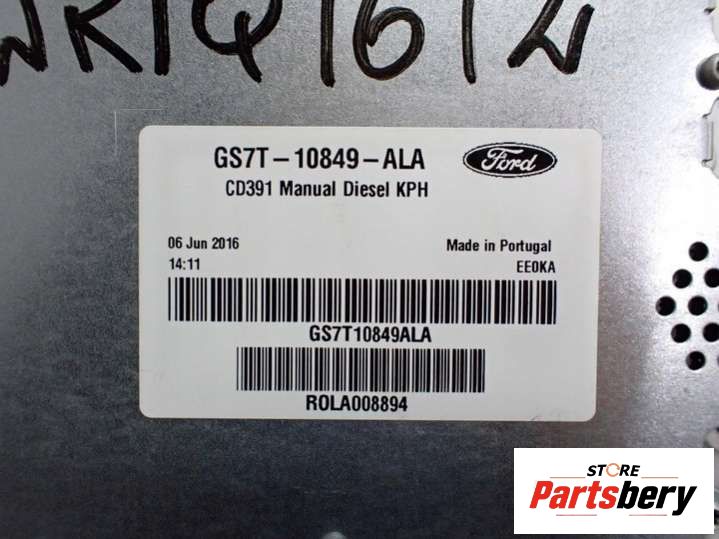 GS7T-10849-ALA
Ford
CD391 Manual Diesel KPH
06 Jun 2016
Made in Portugal
14:11
EE0KA
GS7T10849ALA
ROLA008894
STORE
Partsbery